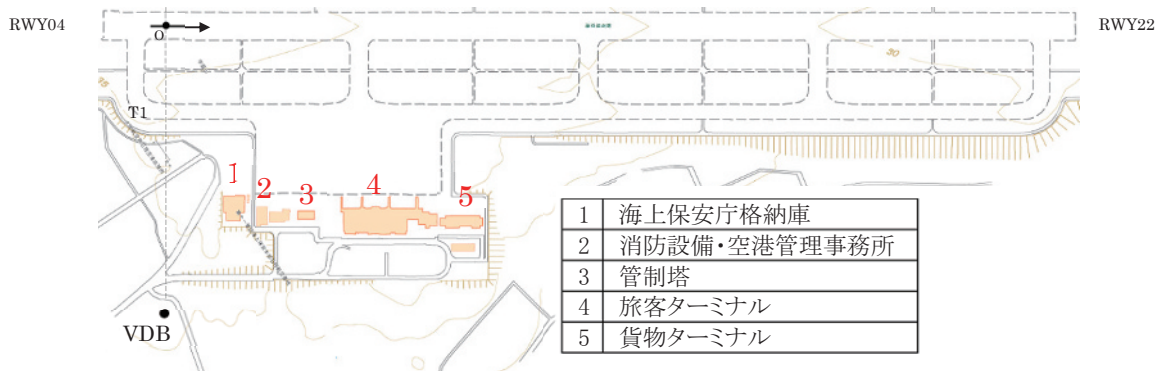 RWY04
O
RWY22
30
15
T1
1
2
3
4
5
VDB
1 海上保安庁格納庫
2 消防設備・空港管理事務所
3 管制塔
4 旅客ターミナル
5 貨物ターミナル